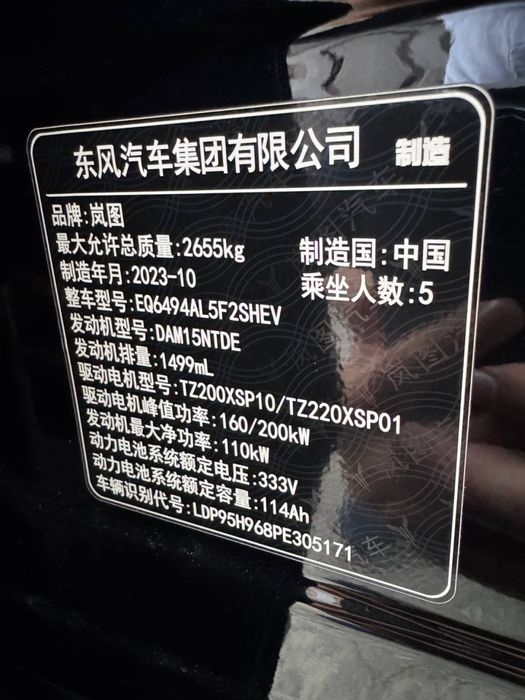 东风汽车集团有限公司 制造
品牌:岚图
最大允许总质量:2655kg
制造国:中国
制造年月:2023-10
乘坐人数:5
整车型号:EQ6494AL5F2SHEV
发动机型号:DAM15NTDE
发动机排量:1499mL
驱动电机型号:TZ200XSP10/TZ220XSP01
驱动电机峰值功率:160/200kW
发动机最大净功率:110kW
动力电池系统额定电压:333V
动力电池系统额定容量:114Ah
车辆识别代号:LDP95H968PE305171